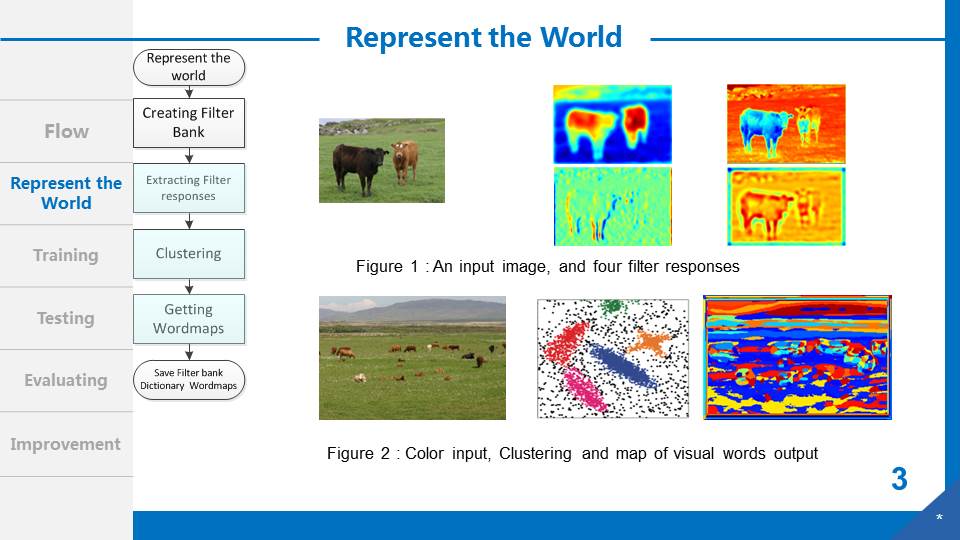 Represent the World
Flow
Represent the
World
Training
Testing
Evaluating
Improvement
Represent the
world
Creating Filter
Bank
Extracting Filter
responses
Clustering
Getting
Wordmaps
Save Filter bank
Dictionary Wordmaps
Figure 1 : An input image, and four filter responses
Figure 2 : Color input, Clustering and map of visual words output
3
*